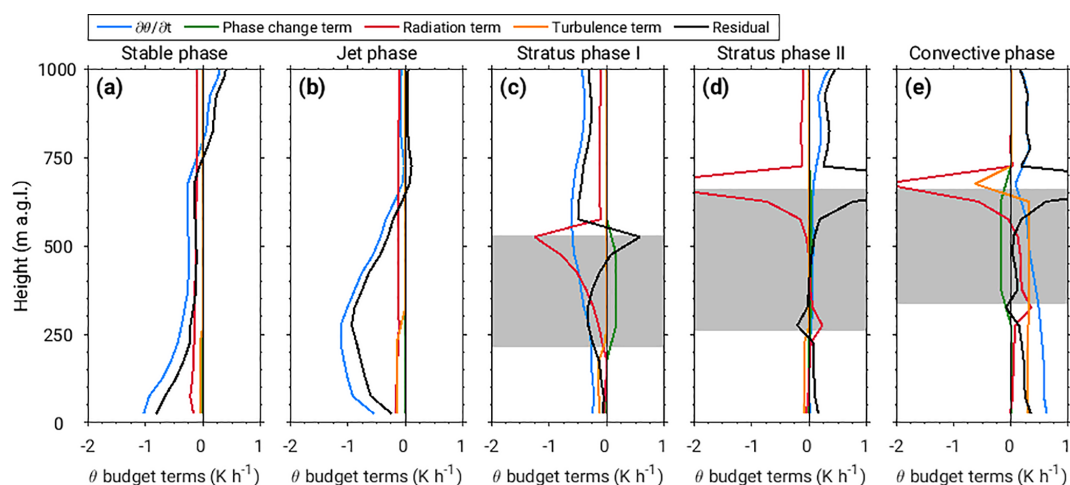 ∂θ/∂t Phase change term Radiation term Turbulence term Residual
Stable phase Jet phase Stratus phase I Stratus phase II Convective phase
(a) (b) (c) (d) (e)
Height (m a.g.l.)
1000
750
500
250
0
-2 -1 0 1 -2 -1 0 1 -2 -1 0 1 -2 -1 0 1 -2 -1 0 1
θ budget terms (K h⁻¹) θ budget terms (K h⁻¹) θ budget terms (K h⁻¹) θ budget terms (K h⁻¹) θ budget terms (K h⁻¹)